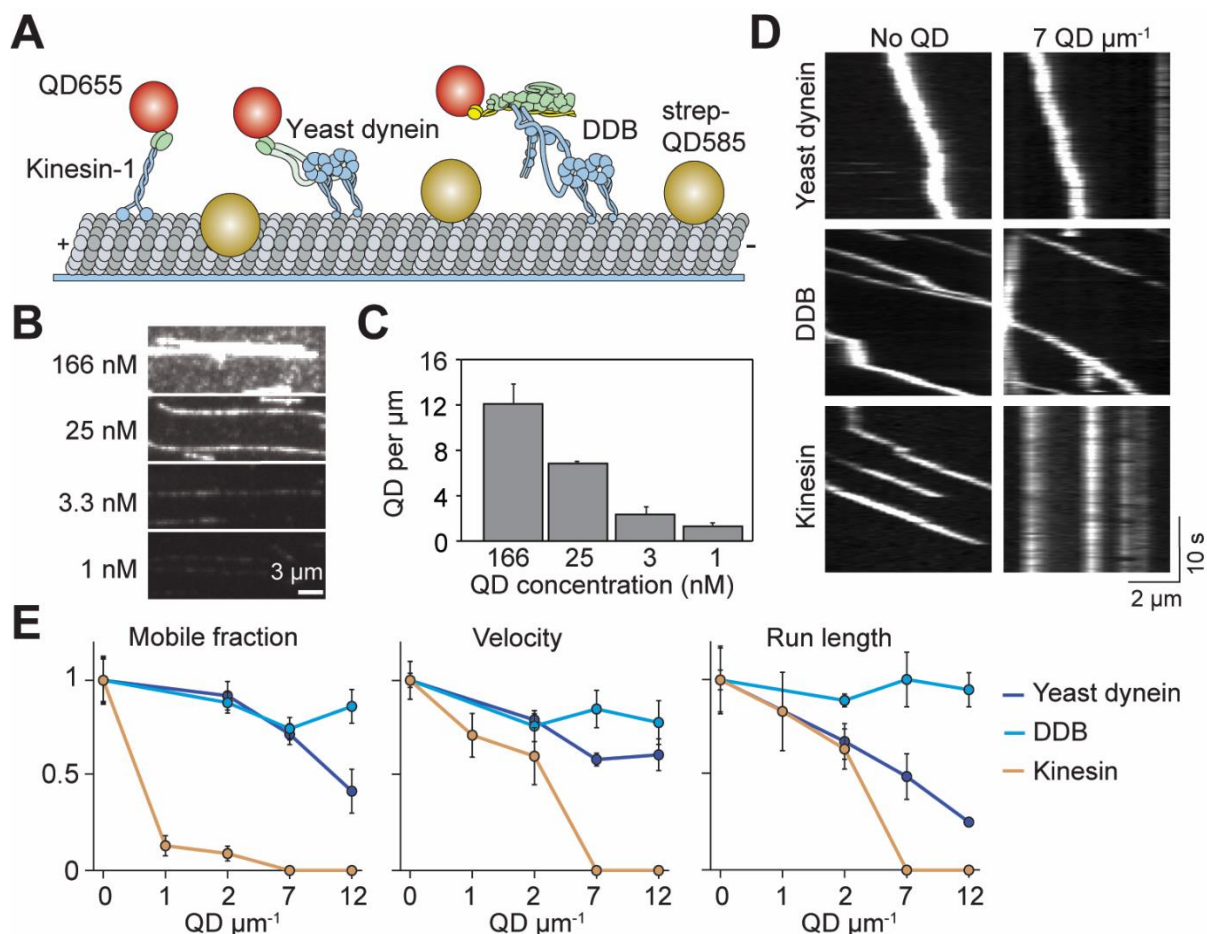 A
QD655
Kinesin-1
Yeast dynein
DDB
strep-
QD585
+
-
B
166 nM
25 nM
3.3 nM
1 nM
3 µm
C
QD per µm
16
12
8
4
0
166 25 3 1
QD concentration (nM)
D
No QD 7 QD µm⁻¹
Yeast dynein
DDB
Kinesin
10 s
2 µm
E
Mobile fraction Velocity Run length
1
0.5
0
0 1 2 7 12
QD µm⁻¹
0 1 2 7 12
QD µm⁻¹
0 1 2 7 12
QD µm⁻¹
Yeast dynein
DDB
Kinesin